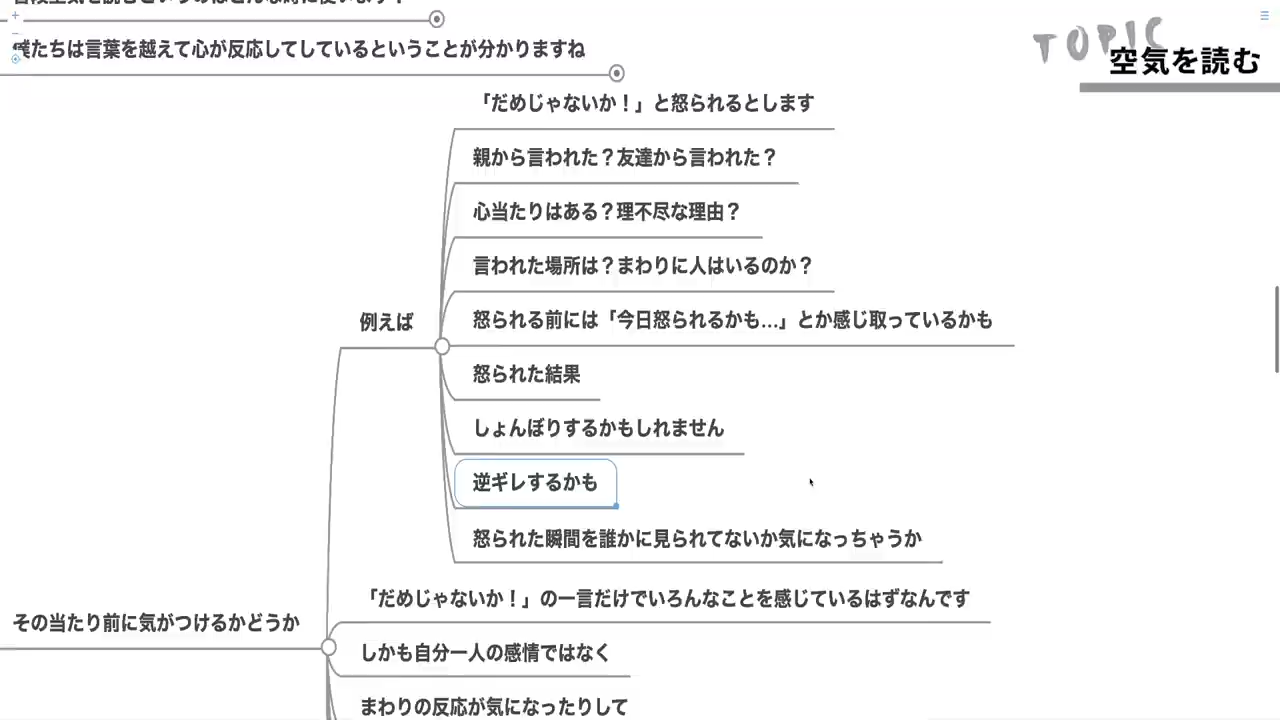 僕たちは言葉を越えて心が反応してしているということが分かりますね
TOPIC
空気を読む
「だめじゃないか！」と怒られるとします
親から言われた？友達から言われた？
心当たりはある？理不尽な理由？
言われた場所は？まわりに人はいるのか？
例えば
怒られる前には「今日怒られるかも…」とか感じ取っているかも
怒られた結果
しょんぼりするかもしれません
逆ギレするかも
怒られた瞬間を誰かに見られてないか気になっちゃうか
「だめじゃないか！」の一言だけでいろんなことを感じているはずなんです
その当たり前に気がつけるかどうか
しかも自分一人の感情ではなく
まわりの反応が気になったりして